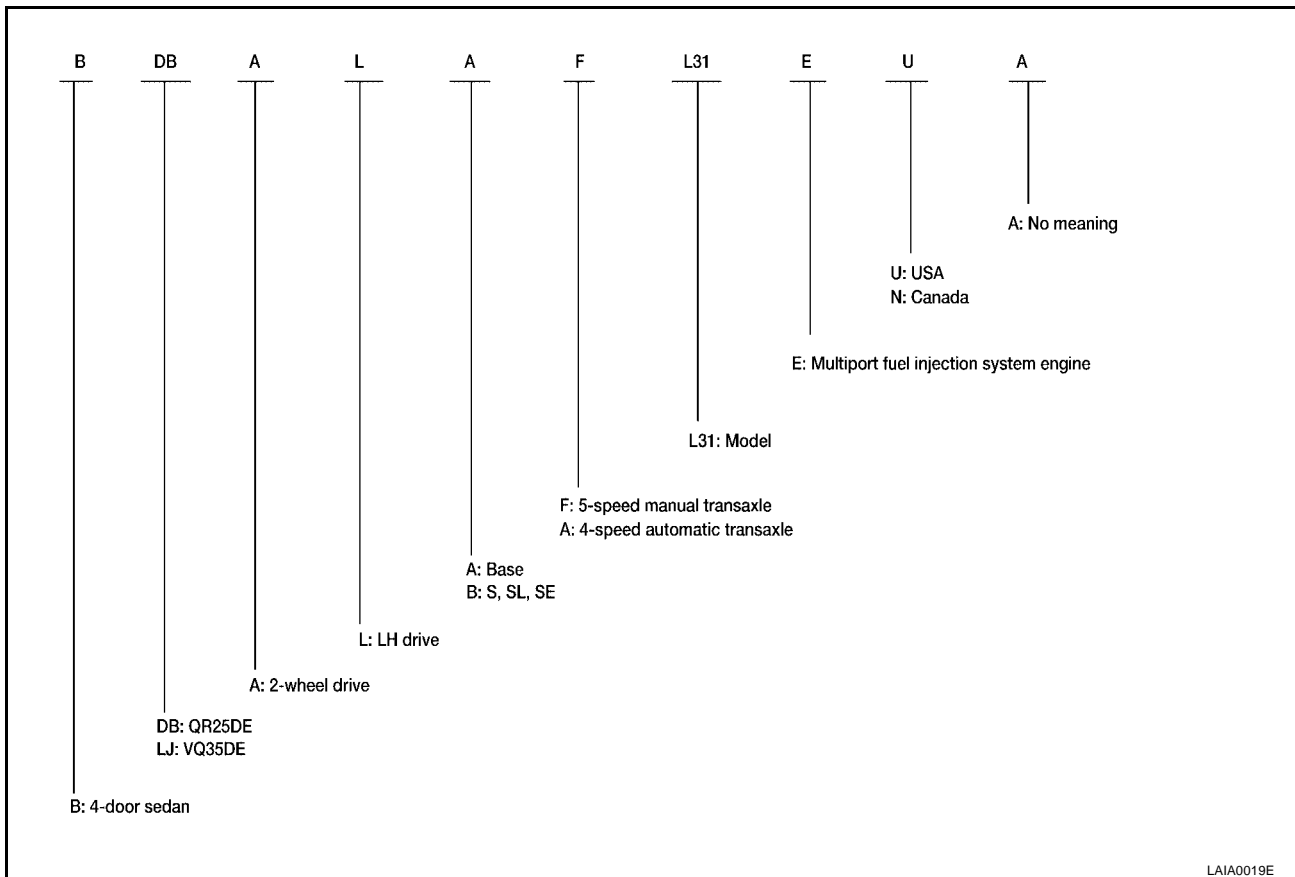 B DB A L A F L31 E U A
A: No meaning
U: USA
N: Canada
E: Multiport fuel injection system engine
L31: Model
F: 5-speed manual transaxle
A: 4-speed automatic transaxle
A: Base
B: S, SL, SE
L: LH drive
A: 2-wheel drive
DB: QR25DE
LJ: VQ35DE
B: 4-door sedan
LAIA0019E